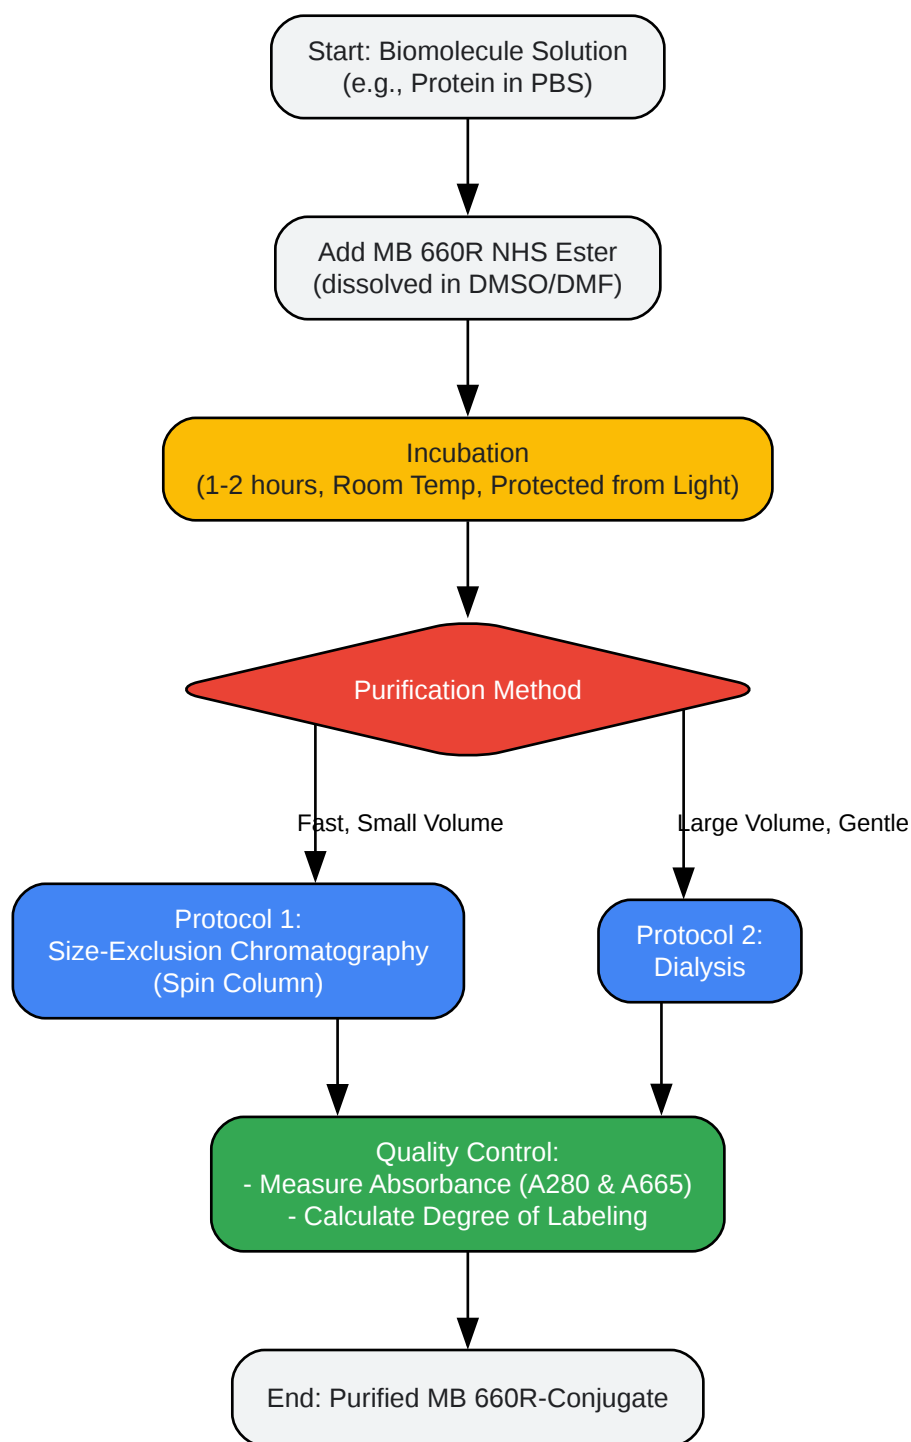 Start: Biomolecule Solution
(e.g., Protein in PBS)
Add MB 660R NHS Ester
(dissolved in DMSO/DMF)
Incubation
(1-2 hours, Room Temp, Protected from Light)
Purification Method
Fast, Small Volume
Large Volume, Gentle
Protocol 1:
Size-Exclusion Chromatography
(Spin Column)
Protocol 2:
Dialysis
Quality Control:
- Measure Absorbance (A280 & A665)
- Calculate Degree of Labeling
End: Purified MB 660R-Conjugate